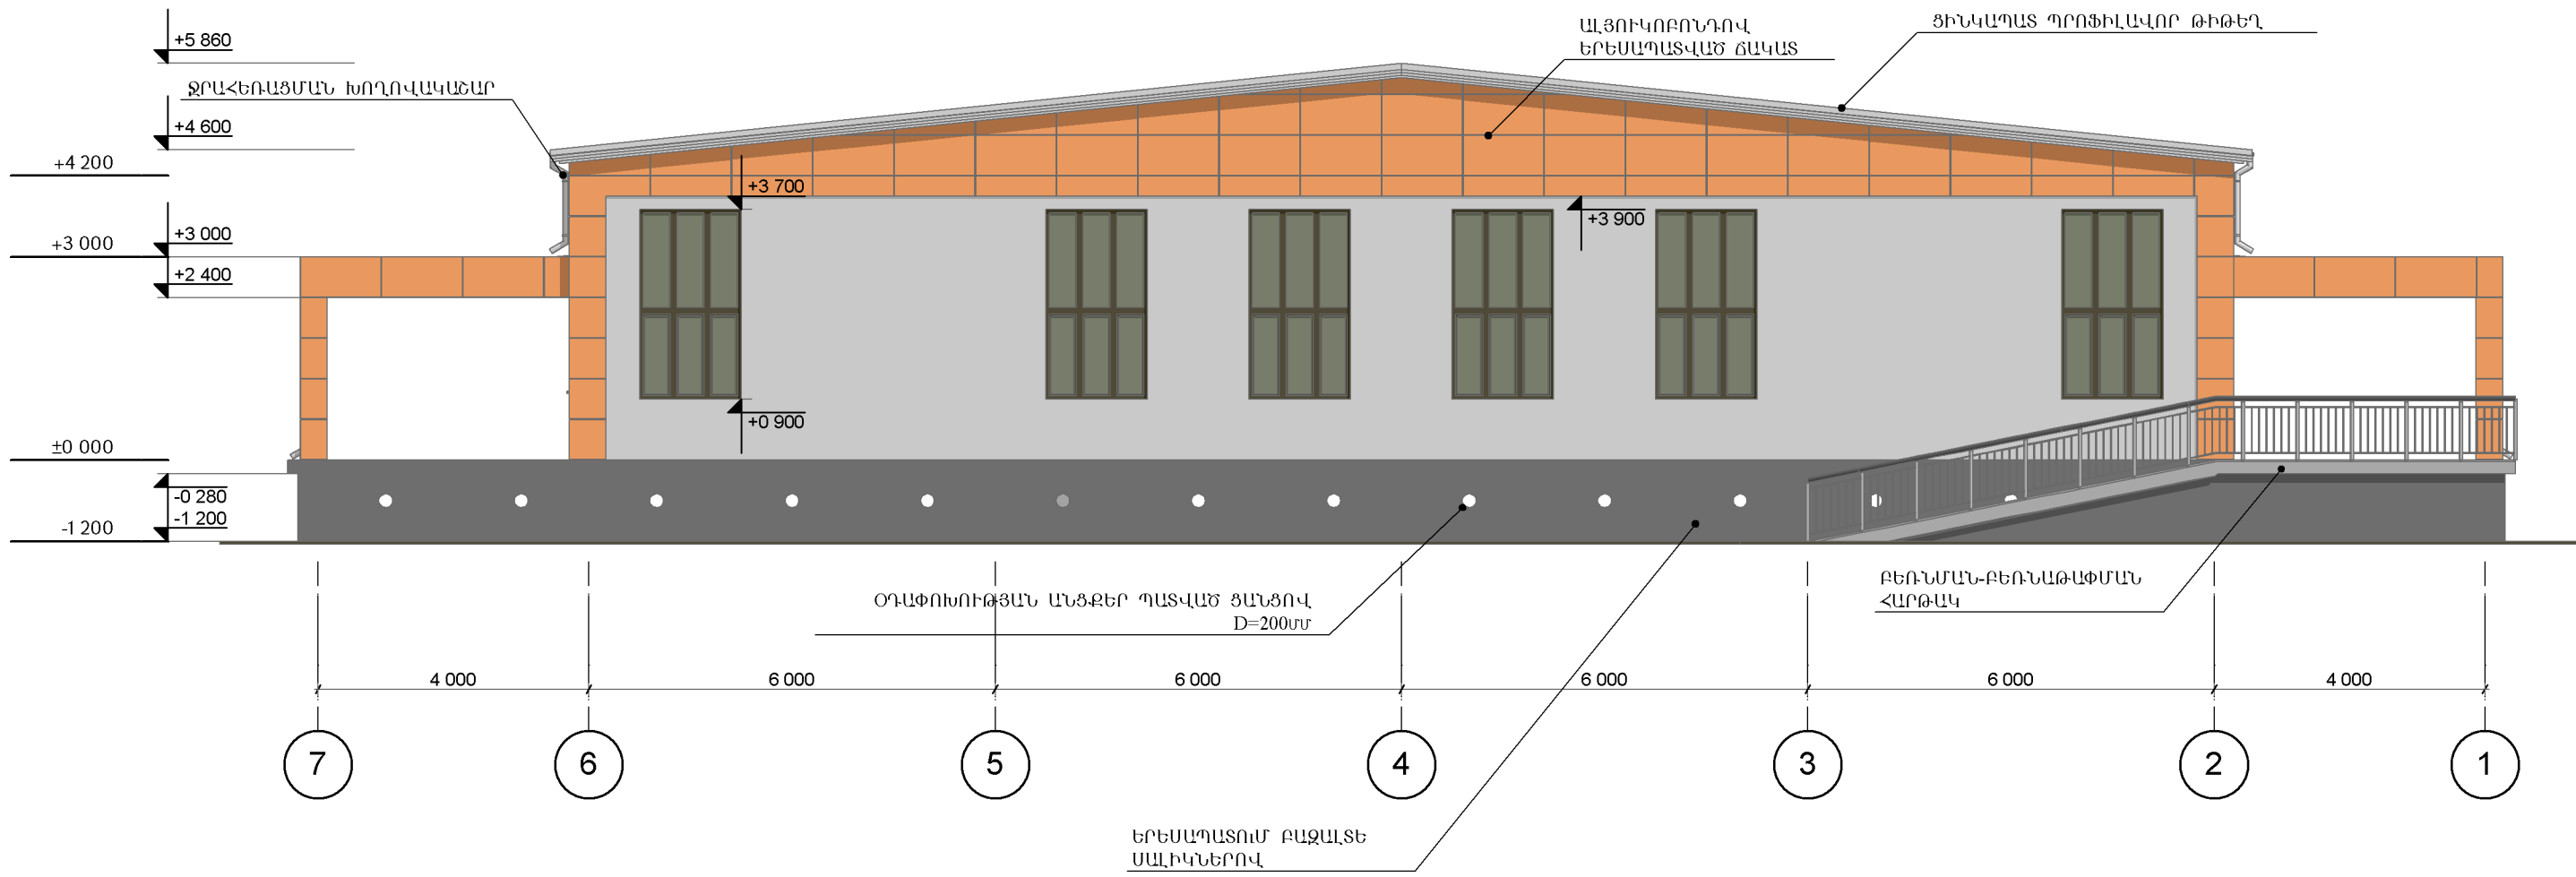 +5 860
ՋՐԱՀԵՌԱՑՄԱՆ ԽՈՂՈՎԱԿԱՇԱՐ
+4 600
+4 200
+3 000
+3 000
+2 400
±0 000
-0 280
-1 200
-1 200
ԱԼՅՈՒԿՈԲՈՆԴՈՎ
ԵՐԵՍԱՊԱՏՎԱԾ ՃԱԿԱՏ
ՑԻՆԿԱՊԱՏ ՊՐՈՖԻԼԱՎՈՐ ԹԻԹԵՂ
+3 700
+3 900
+0 900
ՕԴԱՓՈԽՈՒԹՅԱՆ ԱՆՑՔԵՐ ՊԱՏՎԱԾ ՑԱՆՑՈՎ
D=200մմ
ԲԵՌՆՄԱՆ-ԲԵՌՆԱԹԱՓՄԱՆ
ՀԱՐԹԱԿ
4 000
6 000
6 000
6 000
6 000
4 000
7
6
5
4
3
2
1
ԵՐԵՍԱՊԱՏՈՒՄ ԲԱԶԱԼՏԵ
ՍԱԼԻԿՆԵՐՈՎ